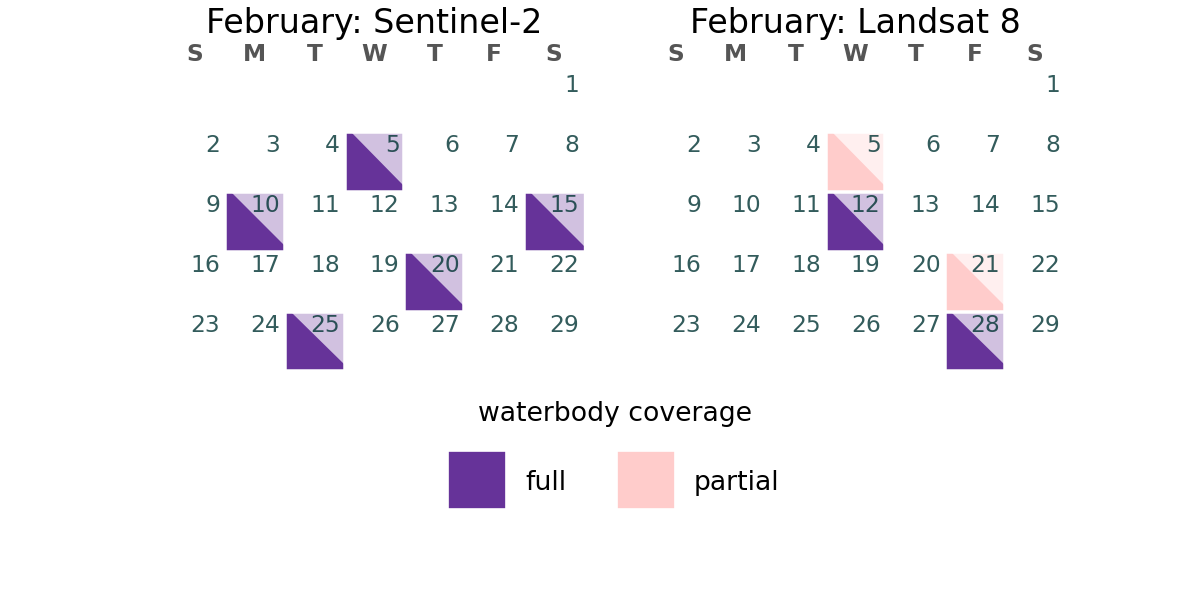 February: Sentinel-2
S M T W T F S
1
2 3 4 5 6 7 8
9 10 11 12 13 14 15
16 17 18 19 20 21 22
23 24 25 26 27 28 29
February: Landsat 8
S M T W T F S
1
2 3 4 5 6 7 8
9 10 11 12 13 14 15
16 17 18 19 20 21 22
23 24 25 26 27 28 29
waterbody coverage
full
partial